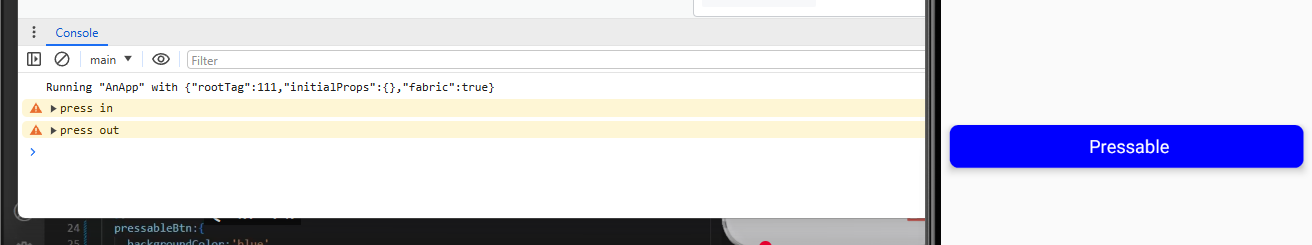 Console
main
Filter
Running "AnApp" with {"rootTag":111,"initialProps":{},"fabric":true}
press in
press out
Pressable
24 pressableBtn:{
25 backgroundColor:'blue'